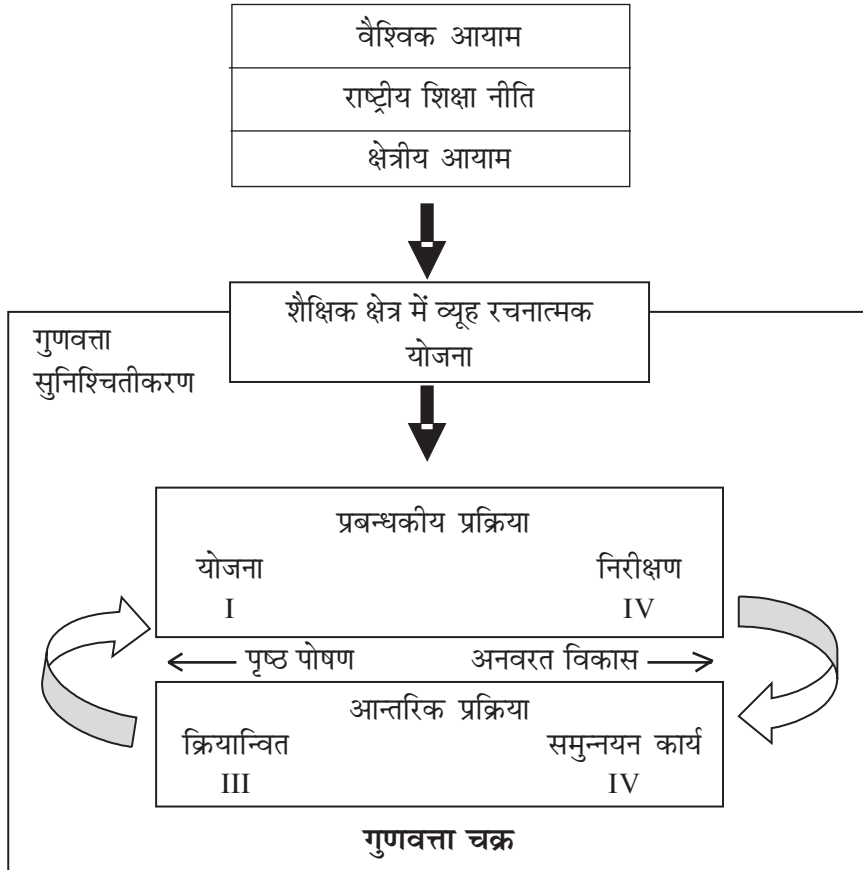 वैश्विक आयाम
राष्ट्रीय शिक्षा नीति
क्षेत्रीय आयाम
शैक्षिक क्षेत्र में व्यूह रचनात्मक
योजना
गुणवत्ता
सुनिश्चितीकरण
प्रबन्धकीय प्रक्रिया
योजना निरीक्षण
I IV
पृष्ठ पोषण अनवरत विकास
आन्तरिक प्रक्रिया
क्रियान्वित समुन्नयन कार्य
III IV
गुणवत्ता चक्र